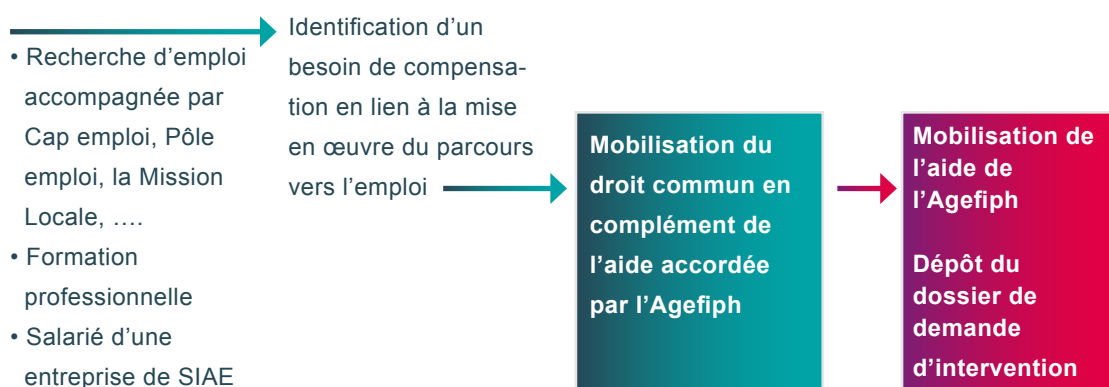 • Recherche d’emploi
accompagnée par
Cap emploi, Pôle
emploi, la Mission
Locale, ….
• Formation
professionnelle
• Salarié d’une
entreprise de SIAE
Identification d’un
besoin de compensa-
tion en lien à la mise
en œuvre du parcours
vers l’emploi
Mobilisation du
droit commun en
complément de
l’aide accordée
par l’Agefiph
Mobilisation de
l’aide de
l’Agefiph
Dépôt du
dossier de
demande
d’intervention